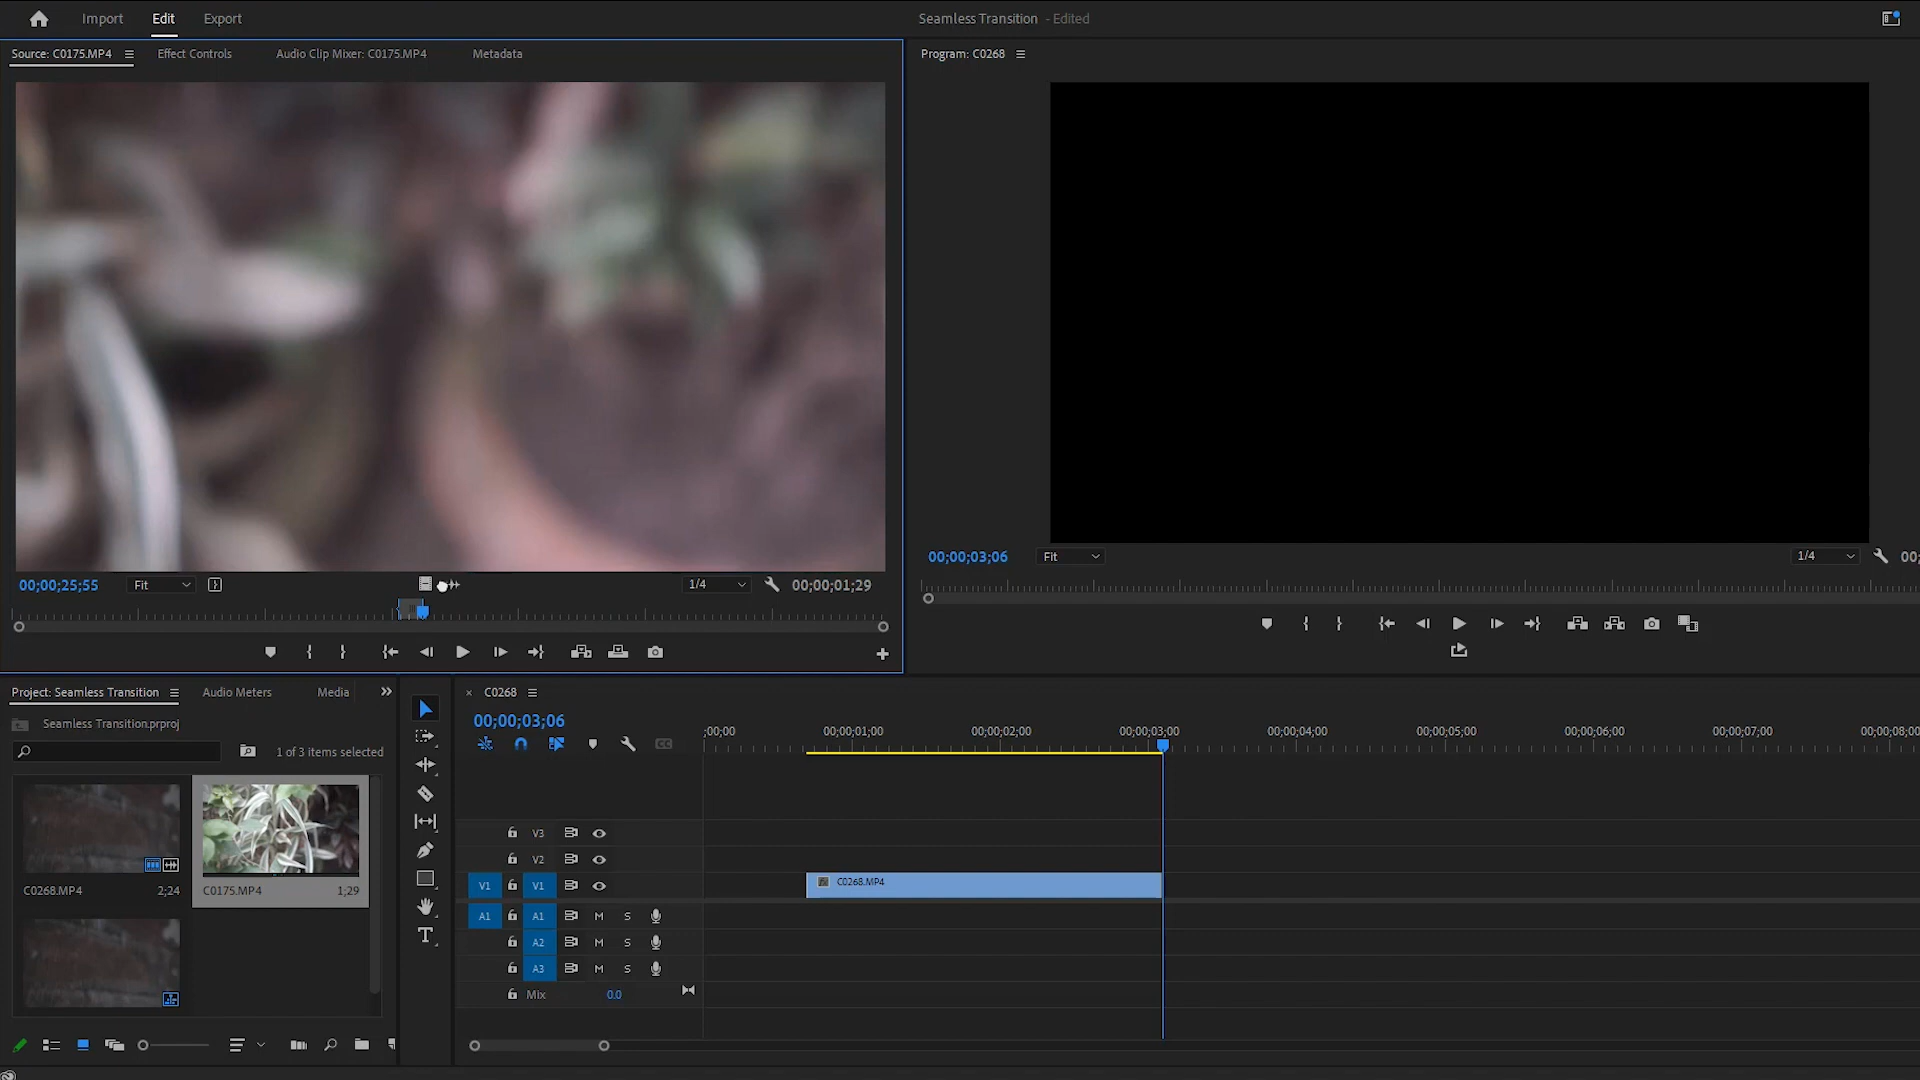 Import Edit Export Seamless Transition - Edited
Source: C0175.MP4 Effect Controls Audio Clip Mixer: C0175.MP4 Metadata Program: C0268
00;00;03;06 Fit 1/4 00;
00;00;25;55 Fit 1/4 00;00;01;29
Project: Seamless Transition Audio Meters Media C0268
Seamless Transition.prproj
00;00;03;06
;00;00 00;00;01;00 00;00;02;00 00;00;03;00 00;00;04;00 00;00;05;00 00;00;06;00 00;00;07;00 00;00;08;00
CC
1 of 3 items selected
V3
V2
V1 V1 C0268.MP4
C0268.MP4 2;24 C0175.MP4 1;29
A1 A1 M S
A2 M S
A3 M S
Mix 0.0